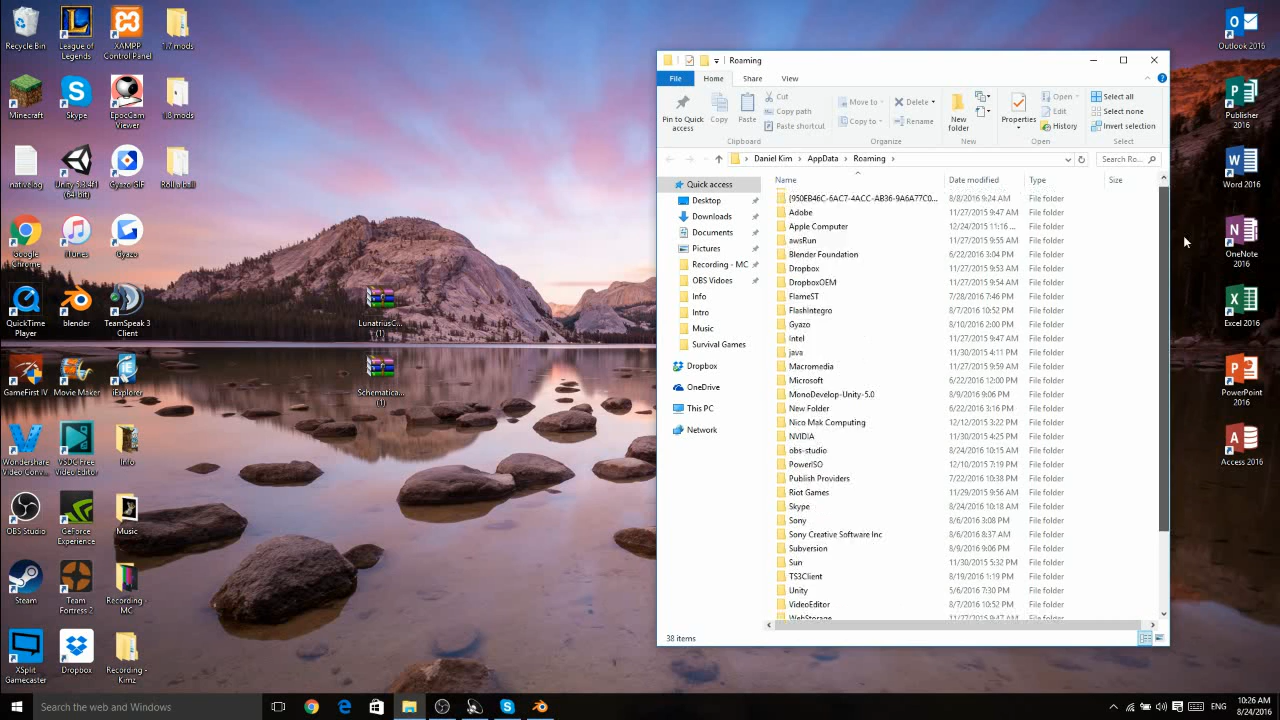 Recycle Bin
League of
Legends
XAMPP
Control Panel
1.7 mods
Minecraft
Skype
EpocCam
Viewer
1.8 mods
nativelog
Unity 5.3.4f1
(64-bit)
Gyazo GIF
Roll a ball
Google
Chrome
iTunes
Gyazo
QuickTime
Player
blender
TeamSpeak 3
Client
LunatriusC...
(1)
GameFirst IV
Movie Maker
iExplorer
Schematica...
(1)
Wondershare
Video Conv...
VSDC Free
Video Editor
Info
OBS Studio
GeForce
Experience
Music
Steam
Team
Fortress 2
Recording -
MC
XSplit
Gamecaster
Dropbox
Recording -
Kimz
Outlook 2016
Publisher
2016
Word 2016
OneNote
2016
Excel 2016
PowerPoint
2016
Access 2016
Roaming
File
Home
Share
View
Pin to Quick
access
Copy
Paste
Cut
Copy path
Paste shortcut
Clipboard
Move to
Copy to
Delete
Rename
Organize
New
folder
New
Properties
Open
Edit
History
Open
Select all
Select none
Invert selection
Select
Daniel Kim > AppData > Roaming >
Search Ro...
Quick access
Desktop
Downloads
Documents
Pictures
Recording - MC
OBS Vidoes
Info
Intro
Music
Survival Games
Dropbox
OneDrive
This PC
Network
Name Date modified Type Size
{950EB46C-6AC7-4ACC-AB36-9A6A77C0... 8/8/2016 9:24 AM File folder
Adobe 11/27/2015 9:47 AM File folder
Apple Computer 12/24/2015 11:16 ... File folder
awsRun 11/27/2015 9:55 AM File folder
Blender Foundation 6/22/2016 3:04 PM File folder
Dropbox 11/27/2015 9:53 AM File folder
DropboxOEM 11/27/2015 9:54 AM File folder
FlameST 7/28/2016 7:46 PM File folder
FlashIntegro 8/7/2016 10:52 PM File folder
Gyazo 8/10/2016 2:00 PM File folder
Intel 11/27/2015 9:47 AM File folder
java 11/30/2015 4:11 PM File folder
Macromedia 11/27/2015 9:59 AM File folder
Microsoft 6/22/2016 12:00 PM File folder
MonoDevelop-Unity-5.0 8/9/2016 9:06 PM File folder
New Folder 6/22/2016 3:16 PM File folder
Nico Mak Computing 12/12/2015 3:22 PM File folder
NVIDIA 11/30/2015 4:25 PM File folder
obs-studio 8/24/2016 10:15 AM File folder
PowerISO 12/10/2015 7:19 PM File folder
Publish Providers 7/22/2016 10:38 PM File folder
Riot Games 11/29/2015 9:56 AM File folder
Skype 8/24/2016 10:18 AM File folder
Sony 8/6/2016 3:08 PM File folder
Sony Creative Software Inc 8/6/2016 8:37 AM File folder
Subversion 8/9/2016 9:06 PM File folder
Sun 11/30/2015 5:32 PM File folder
TS3Client 8/19/2016 1:19 PM File folder
Unity 5/6/2016 7:30 PM File folder
VideoEditor 8/7/2016 10:52 PM File folder
WebStorage 11/27/2015 9:47 AM File folder
38 items
Search the web and Windows
ENG
10:26 AM
8/24/2016